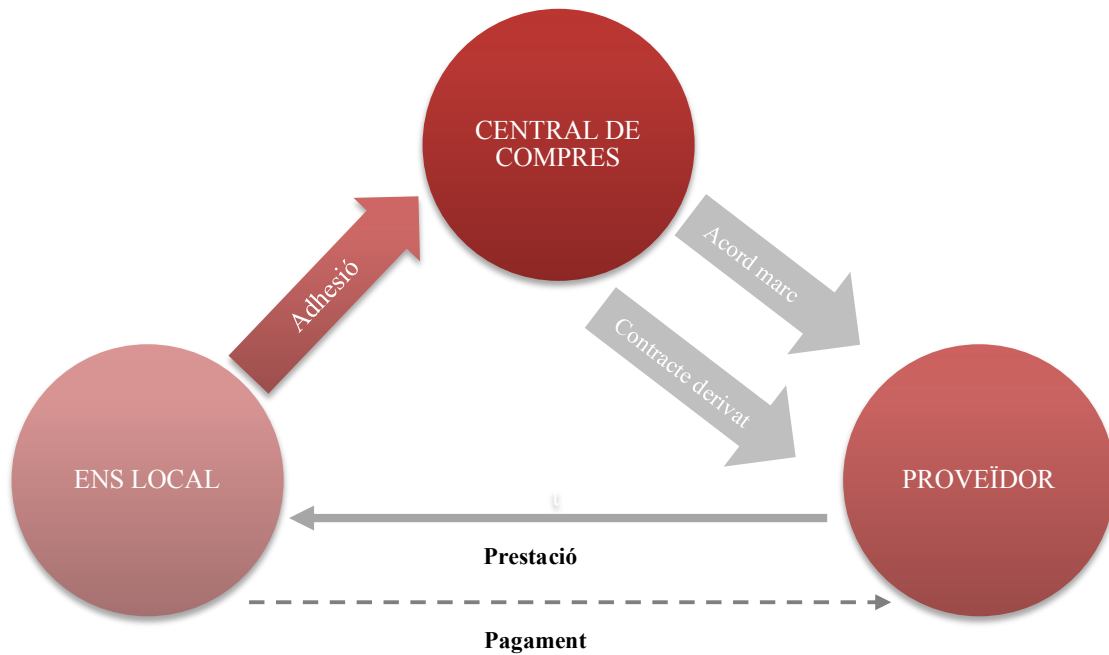 CENTRAL DE
COMPRES
Adhesió
Acord marc
Contracte derivat
ENS LOCAL
PROVEÏDOR
t
Prestació
Pagament